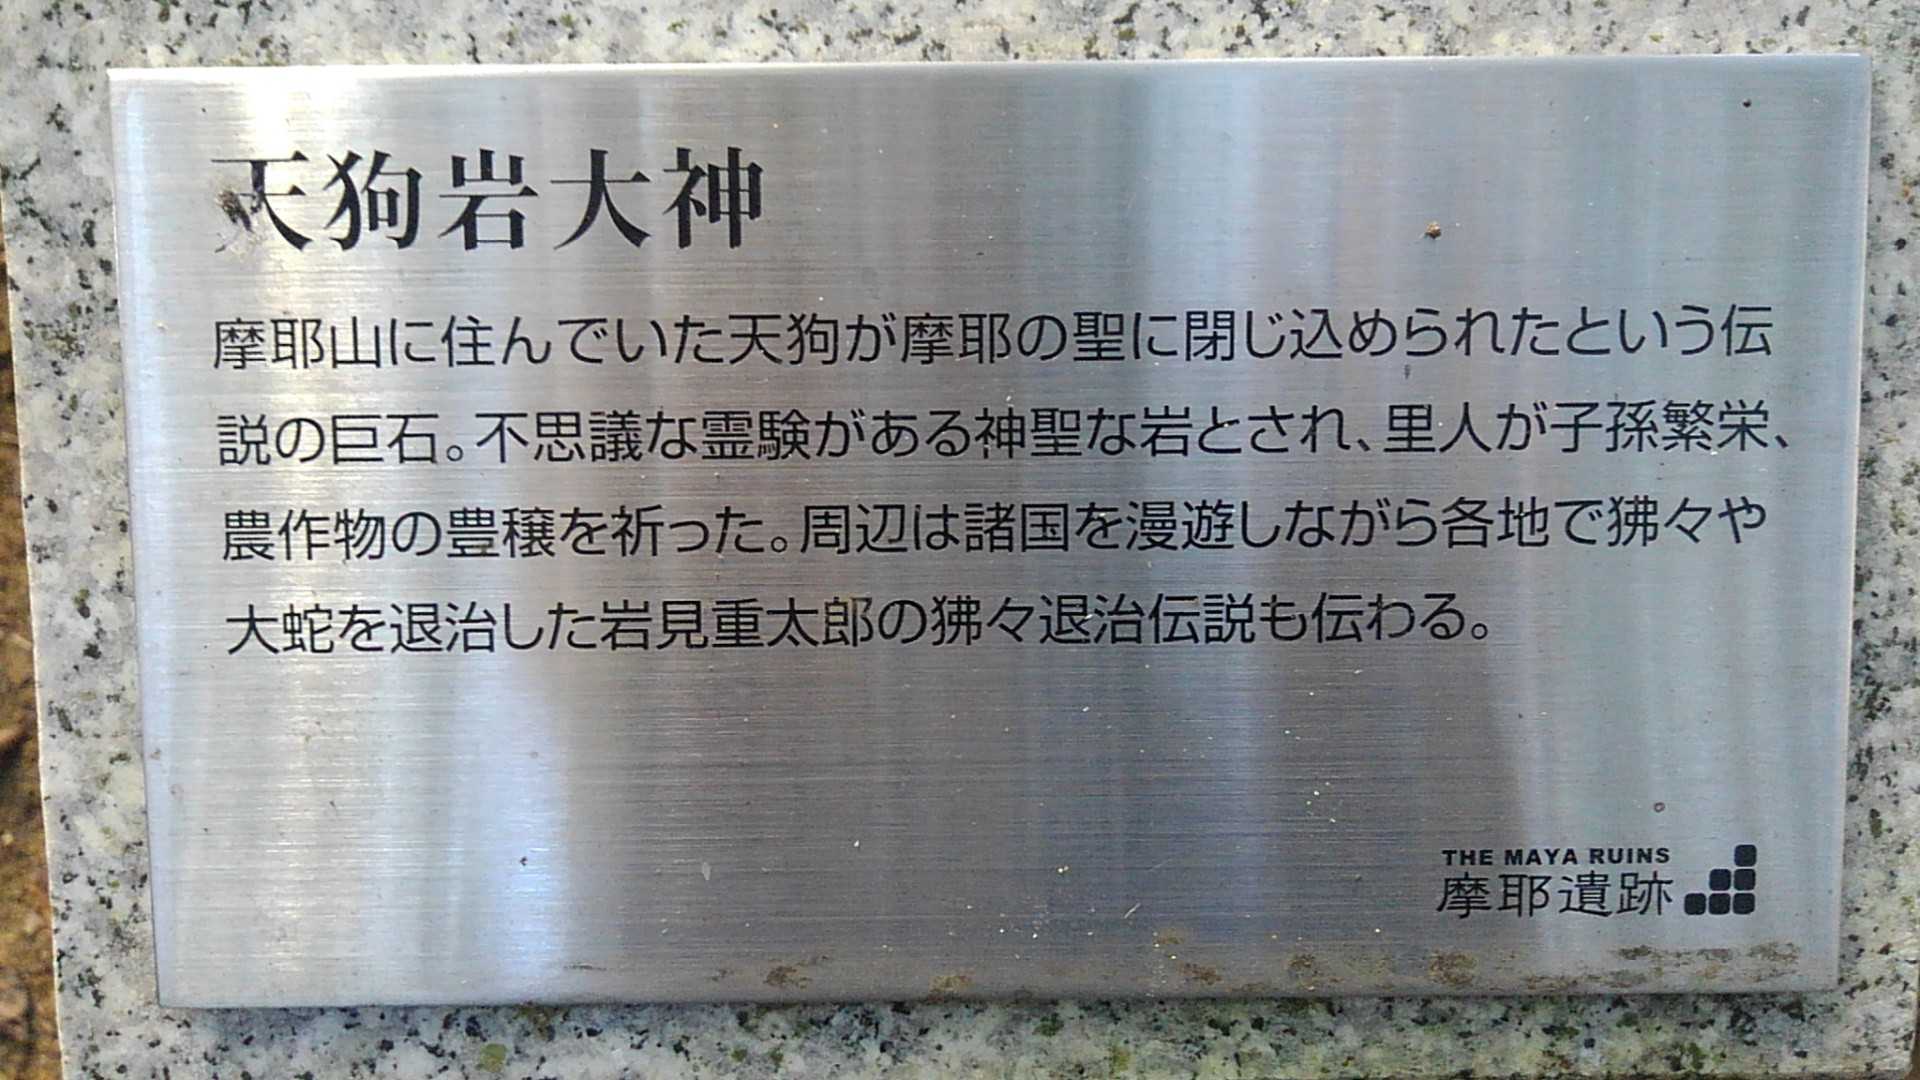 天狗岩大神
摩耶山に住んでいた天狗が摩耶の聖に閉じ込められたという伝
説の巨石。不思議な霊験がある神聖な岩とされ、里人が子孫繁栄、
農作物の豊穣を祈った。周辺は諸国を漫遊しながら各地で狒々や
大蛇を退治した岩見重太郎の狒々退治伝説も伝わる。
THE MAYA RUINS
摩耶遺跡